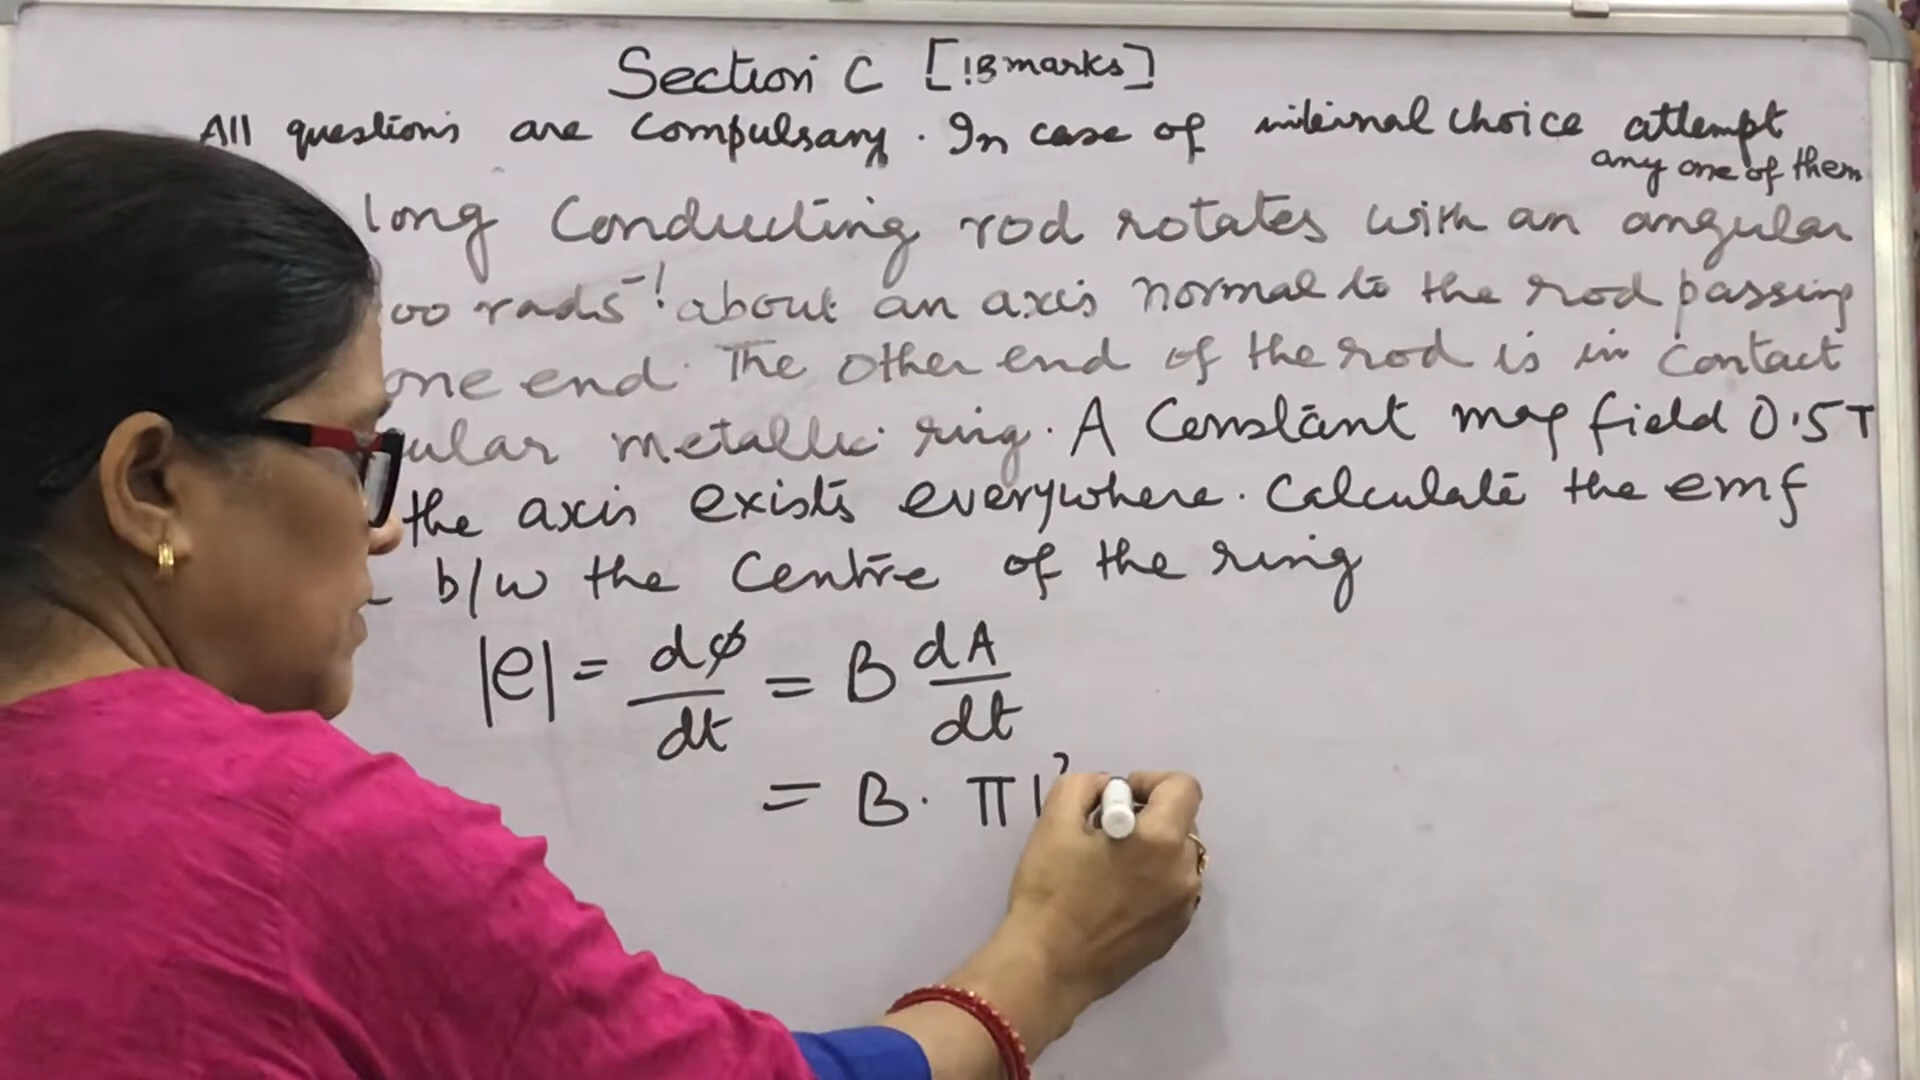 Section C [18marks]
All questions are Compulsary. In case of internal choice attempt
any one of them
long Conducting rod rotates with an angular
00 rads⁻¹ about an axis normal to the rod passing
one end. The other end of the rod is in Contact
ular metallic ring. A Constant mag field 0.5T
the axis exists everywhere. Calculate the emf
b/w the Centre of the ring
|e| = dφ/dt = B dA/dt
= B. πl²